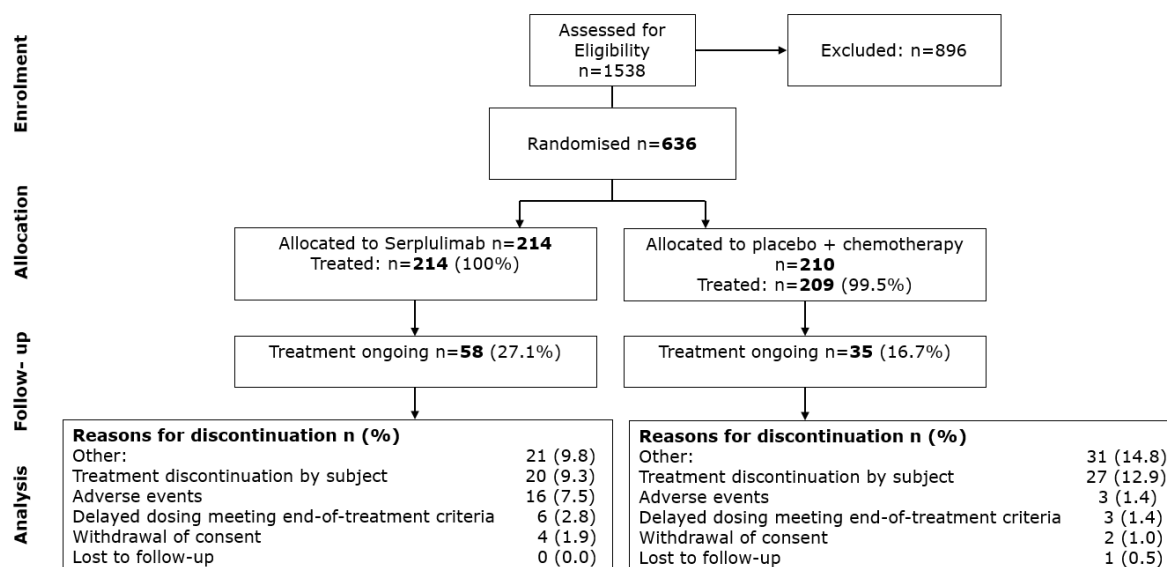 Enrolment
Assessed for
Eligibility
n=1538
Excluded: n=896
Randomised n=636
Allocation
Allocated to Serplulimab n=214
Treated: n=214 (100%)
Allocated to placebo + chemotherapy
n=210
Treated: n=209 (99.5%)
Follow- up
Treatment ongoing n=58 (27.1%)
Treatment ongoing n=35 (16.7%)
Analysis
Reasons for discontinuation n (%)
Other: 21 (9.8)
Treatment discontinuation by subject 20 (9.3)
Adverse events 16 (7.5)
Delayed dosing meeting end-of-treatment criteria 6 (2.8)
Withdrawal of consent 4 (1.9)
Lost to follow-up 0 (0.0)
Reasons for discontinuation n (%)
Other: 31 (14.8)
Treatment discontinuation by subject 27 (12.9)
Adverse events 3 (1.4)
Delayed dosing meeting end-of-treatment criteria 3 (1.4)
Withdrawal of consent 2 (1.0)
Lost to follow-up 1 (0.5)